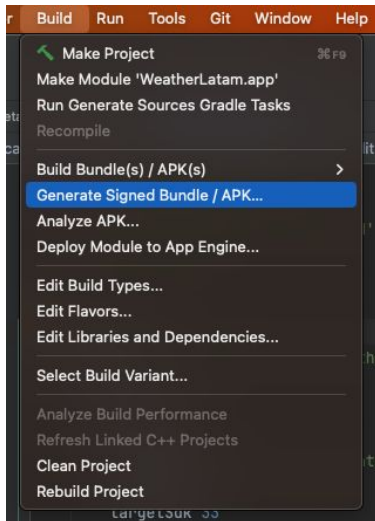 Build Run Tools Git Window Help
Make Project ⌘F9
Make Module 'WeatherLatam.app'
Run Generate Sources Gradle Tasks
Recompile
Build Bundle(s) / APK(s)
Generate Signed Bundle / APK...
Analyze APK...
Deploy Module to App Engine...
Edit Build Types...
Edit Flavors...
Edit Libraries and Dependencies...
Select Build Variant...
Analyze Build Performance
Refresh Linked C++ Projects
Clean Project
Rebuild Project
targetSdk 33